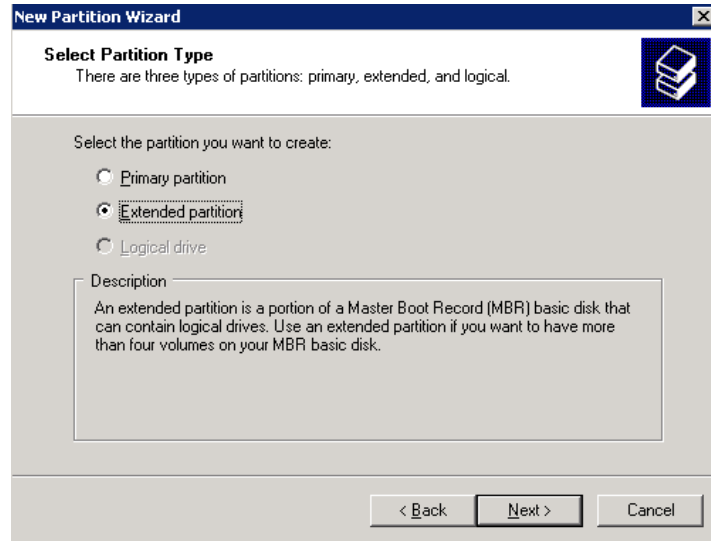 New Partition Wizard
Select Partition Type
There are three types of partitions: primary, extended, and logical.
Select the partition you want to create:
Primary partition
Extended partition
Logical drive
Description
An extended partition is a portion of a Master Boot Record (MBR) basic disk that
can contain logical drives. Use an extended partition if you want to have more
than four volumes on your MBR basic disk.
< Back
Next >
Cancel